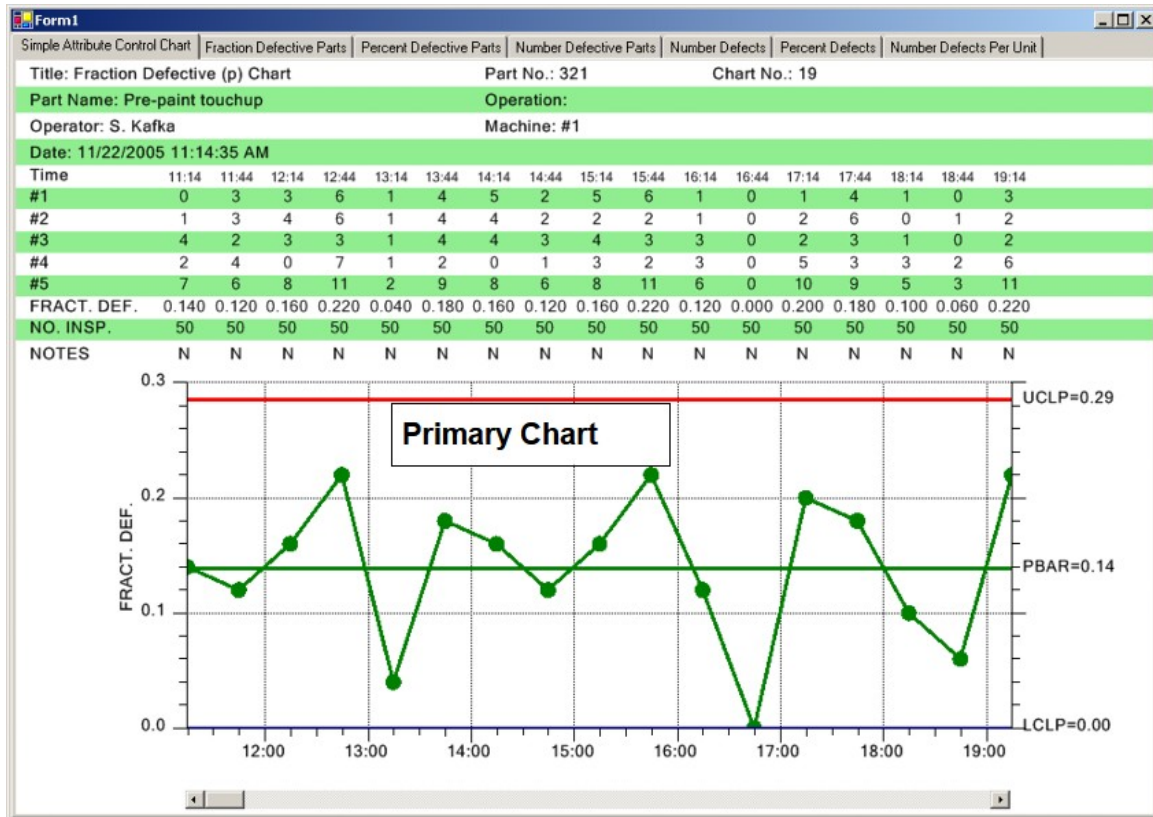 Form1
Simple Attribute Control Chart Fraction Defective Parts Percent Defective Parts Number Defective Parts Number Defects Percent Defects Number Defects Per Unit
Title: Fraction Defective (p) Chart Part No.: 321 Chart No.: 19
Part Name: Pre-paint touchup Operation:
Operator: S. Kafka Machine: #1
Date: 11/22/2005 11:14:35 AM
Time 11:14 11:44 12:14 12:44 13:14 13:44 14:14 14:44 15:14 15:44 16:14 16:44 17:14 17:44 18:14 18:44 19:14
#1 0 3 3 6 1 4 5 2 5 6 1 0 1 4 1 0 3
#2 1 3 4 6 1 4 4 2 2 2 1 0 2 6 0 1 2
#3 4 2 3 3 1 4 4 3 4 3 3 0 2 3 1 0 2
#4 2 4 0 7 1 2 0 1 3 2 3 0 5 3 3 2 6
#5 7 6 8 11 2 9 8 6 8 11 6 0 10 9 5 3 11
FRACT. DEF. 0.140 0.120 0.160 0.220 0.040 0.180 0.160 0.120 0.160 0.220 0.120 0.000 0.200 0.180 0.100 0.060 0.220
NO. INSP. 50 50 50 50 50 50 50 50 50 50 50 50 50 50 50 50 50
NOTES N N N N N N N N N N N N N N N N N
0.3
UCLP=0.29
Primary Chart
0.2
FRACT. DEF.
PBAR=0.14
0.1
0.0
LCLP=0.00
12:00 13:00 14:00 15:00 16:00 17:00 18:00 19:00